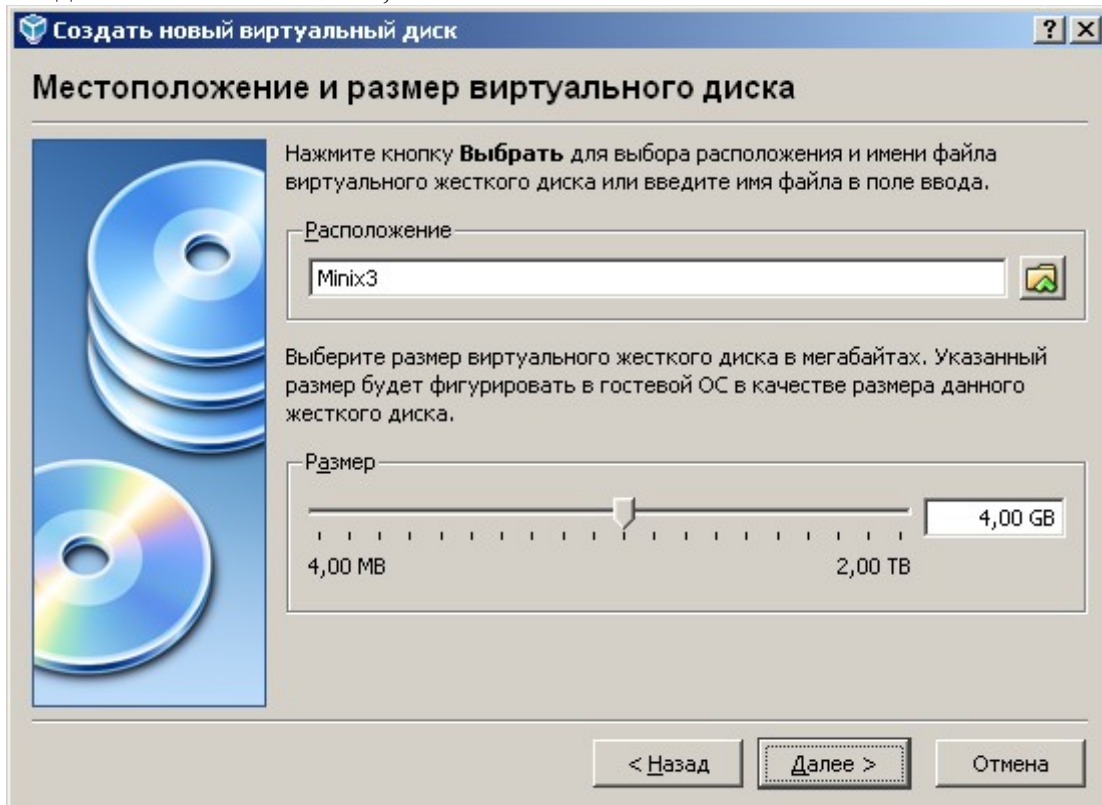 Создать новый виртуальный диск
Местоположение и размер виртуального диска
Нажмите кнопку Выбрать для выбора расположения и имени файла
виртуального жесткого диска или введите имя файла в поле ввода.
Расположение
Minix3
Выберите размер виртуального жесткого диска в мегабайтах. Указанный
размер будет фигурировать в гостевой ОС в качестве размера данного
жесткого диска.
Размер
4,00 GB
4,00 MB 2,00 TB
< Назад Далее > Отмена